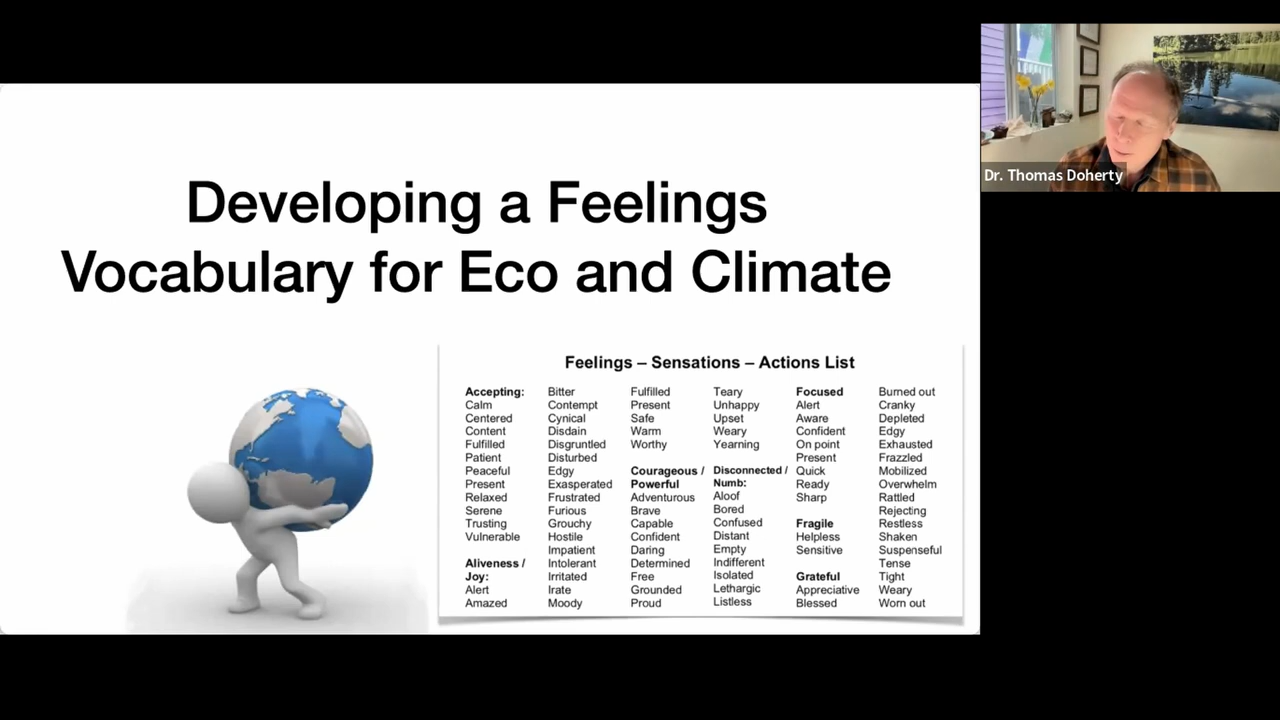 Developing a Feelings
Vocabulary for Eco and Climate
Feelings – Sensations – Actions List
Accepting:
Calm
Centered
Content
Fulfilled
Patient
Peaceful
Present
Relaxed
Serene
Trusting
Vulnerable
Aliveness /
Joy:
Alert
Amazed
Bitter
Contempt
Cynical
Disdain
Disgruntled
Disturbed
Edgy
Exasperated
Frustrated
Furious
Grouchy
Hostile
Impatient
Intolerant
Irritated
Irate
Moody
Fulfilled
Present
Safe
Warm
Worthy
Courageous /
Powerful
Adventurous
Brave
Capable
Confident
Daring
Determined
Free
Grounded
Proud
Teary
Unhappy
Upset
Weary
Yearning
Disconnected /
Numb:
Aloof
Bored
Confused
Distant
Empty
Indifferent
Isolated
Lethargic
Listless
Focused
Alert
Aware
Confident
On point
Present
Quick
Ready
Sharp
Fragile
Helpless
Sensitive
Grateful
Appreciative
Blessed
Burned out
Cranky
Depleted
Edgy
Exhausted
Frazzled
Mobilized
Overwhelm
Rattled
Rejecting
Restless
Shaken
Suspenseful
Tense
Tight
Weary
Worn out
Dr. Thomas Doherty